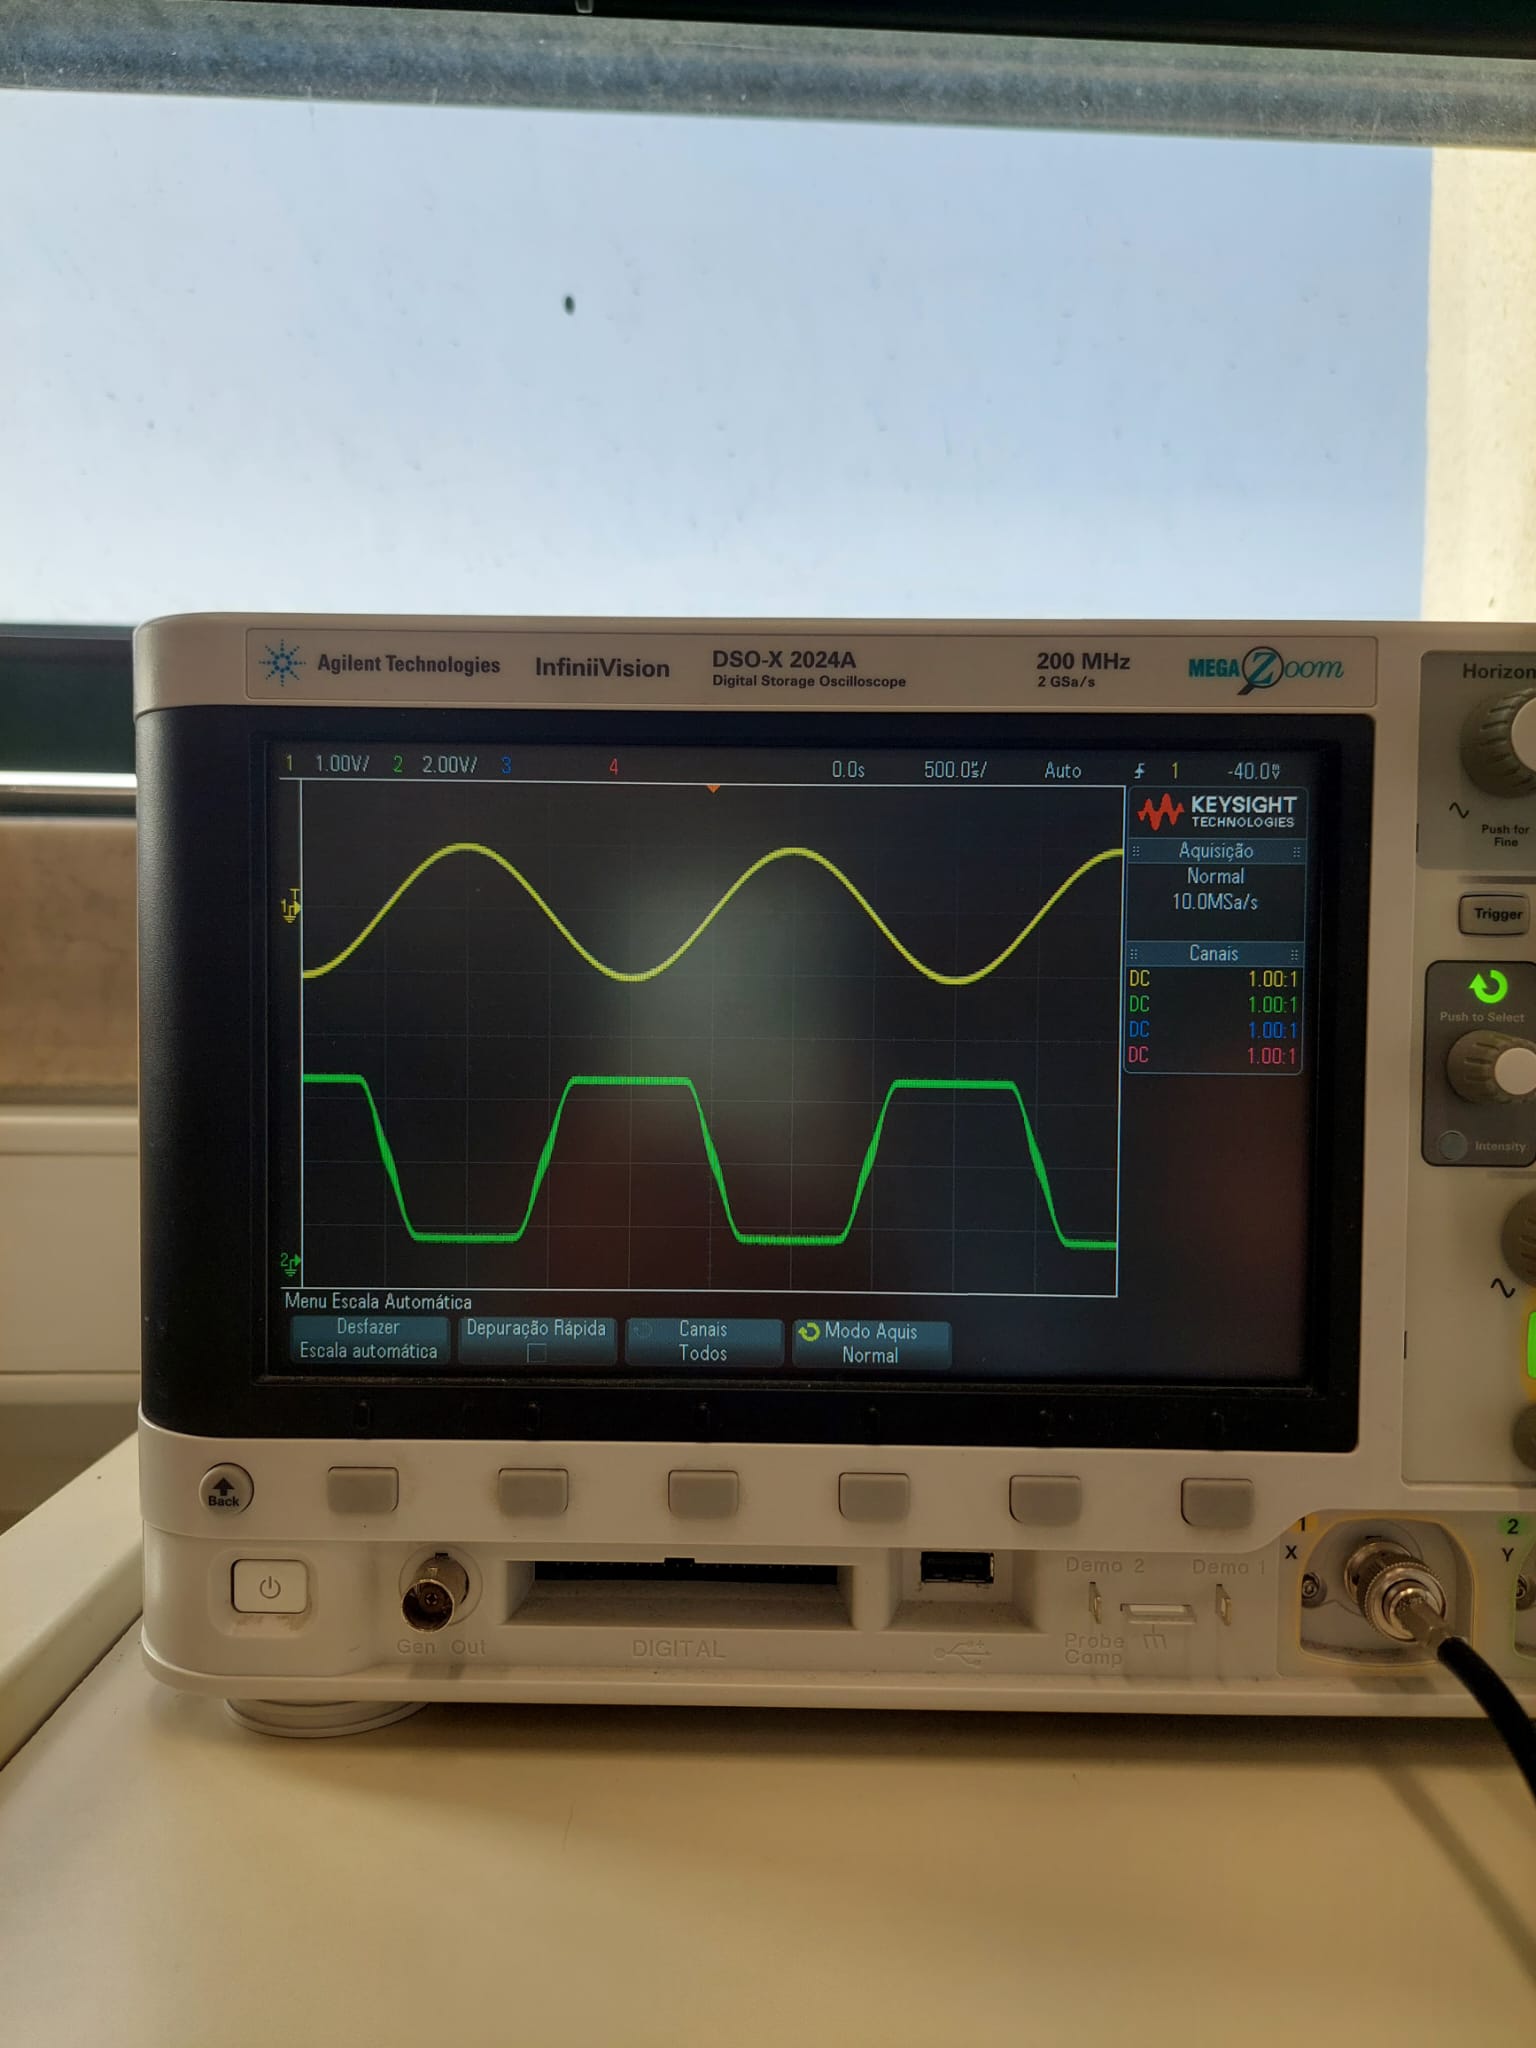 Agilent Technologies InfiniiVision DSO-X 2024A 200 MHz MEGA Zoom
Digital Storage Oscilloscope 2 GSa/s
Horizon
1 1.00V/ 2 2.00V/ 3 4 0.0s 500.0µs/ Auto 1 -40.0mV
KEYSIGHT
TECHNOLOGIES
Aquisição
Normal
10.0MSa/s
Canais
DC 1.00:1
DC 1.00:1
DC 1.00:1
DC 1.00:1
T
1
2
Push for
Fine
Trigger
Push to Select
Intensity
Menu Escala Automática
Desfazer
Escala automática
Depuração Rápida
Canais
Todos
Modo Aquis
Normal
Back
Gen Out
DIGITAL
Demo 2
Demo 1
Probe
Comp
1
X
2
Y